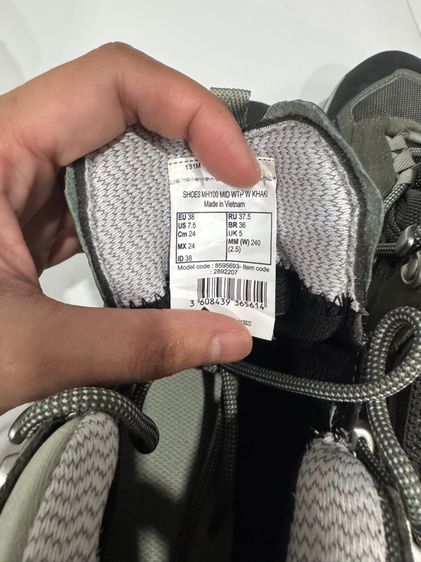 131M
SHOES MH100 MID WTP W KHAKI
Made in Vietnam
EU 38 RU 37.5
US 7.5 BR 36
Cm 24 UK 5
MX 24 MM (W) 240
(2.5)
ID 38
Model code : 8595693- Item code
: 2892207
3 608439 365614